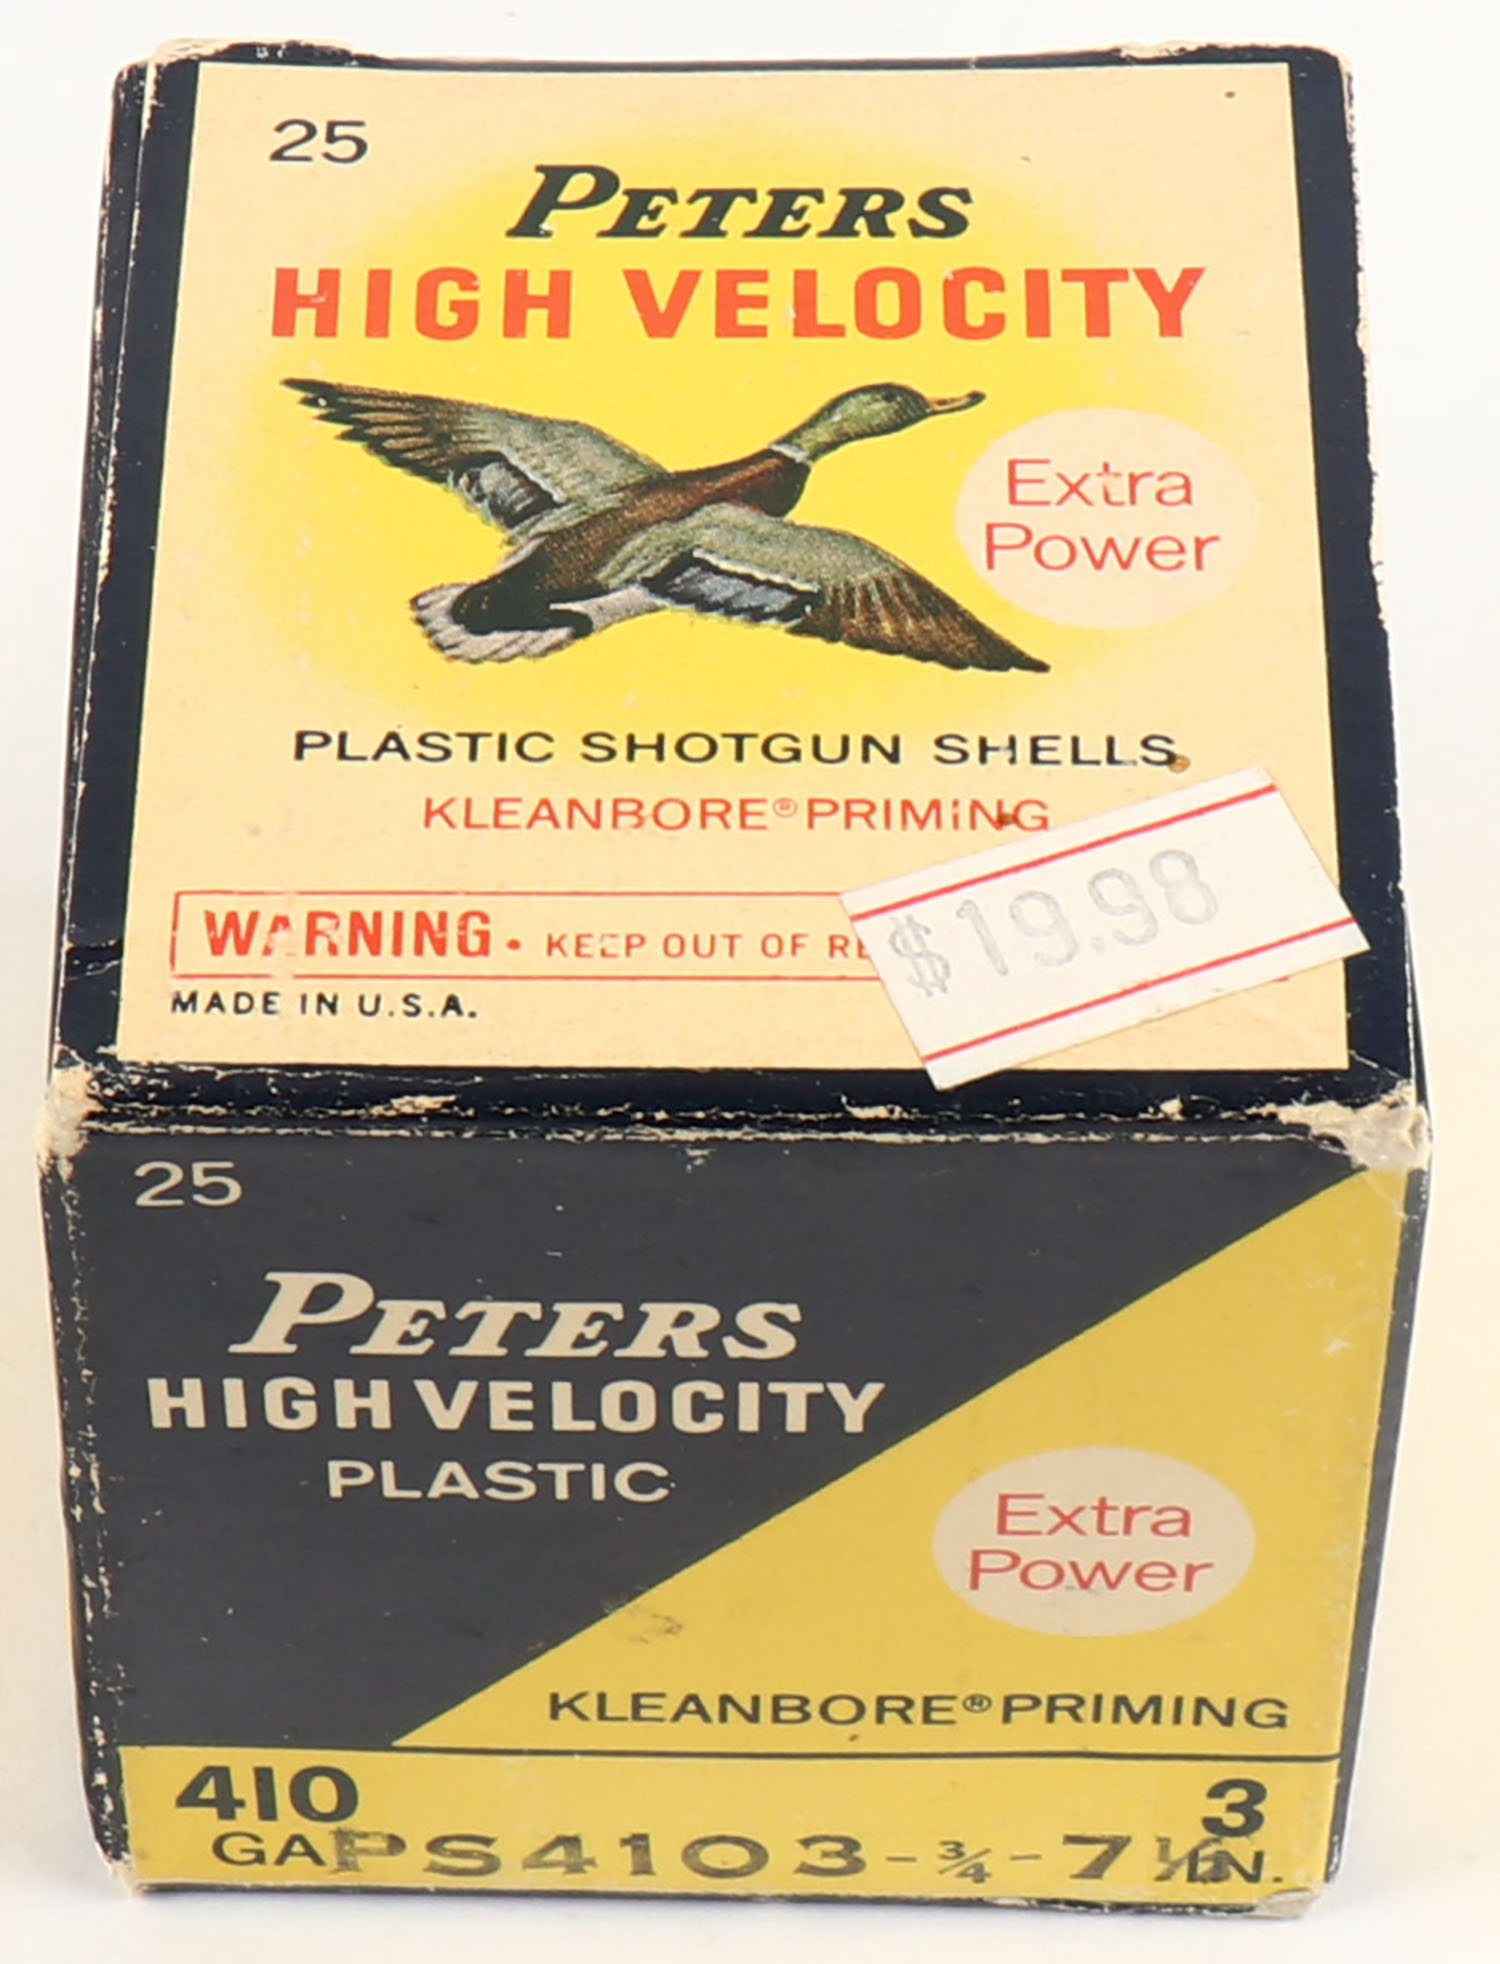 25
PETERS
HIGH VELOCITY
Extra
Power
PLASTIC SHOTGUN SHELLS
KLEANBORE® PRIMING
WARNING • KEEP OUT OF
$19.98
MADE IN U.S.A.
25
PETERS
HIGH VELOCITY
PLASTIC
Extra
Power
KLEANBORE® PRIMING
410
GA
3
IN.
PS4103-¾-7½